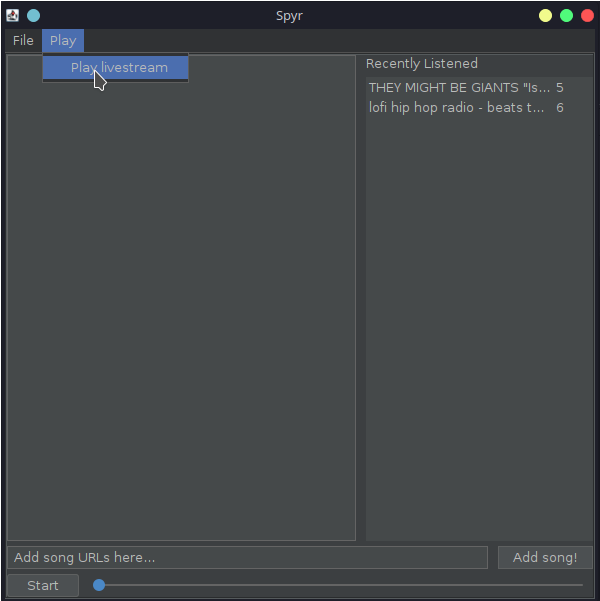 Spyr
File Play
Play livestream
Recently Listened
THEY MIGHT BE GIANTS "Is... 5
lofi hip hop radio - beats t... 6
Add song URLs here...
Add song!
Start